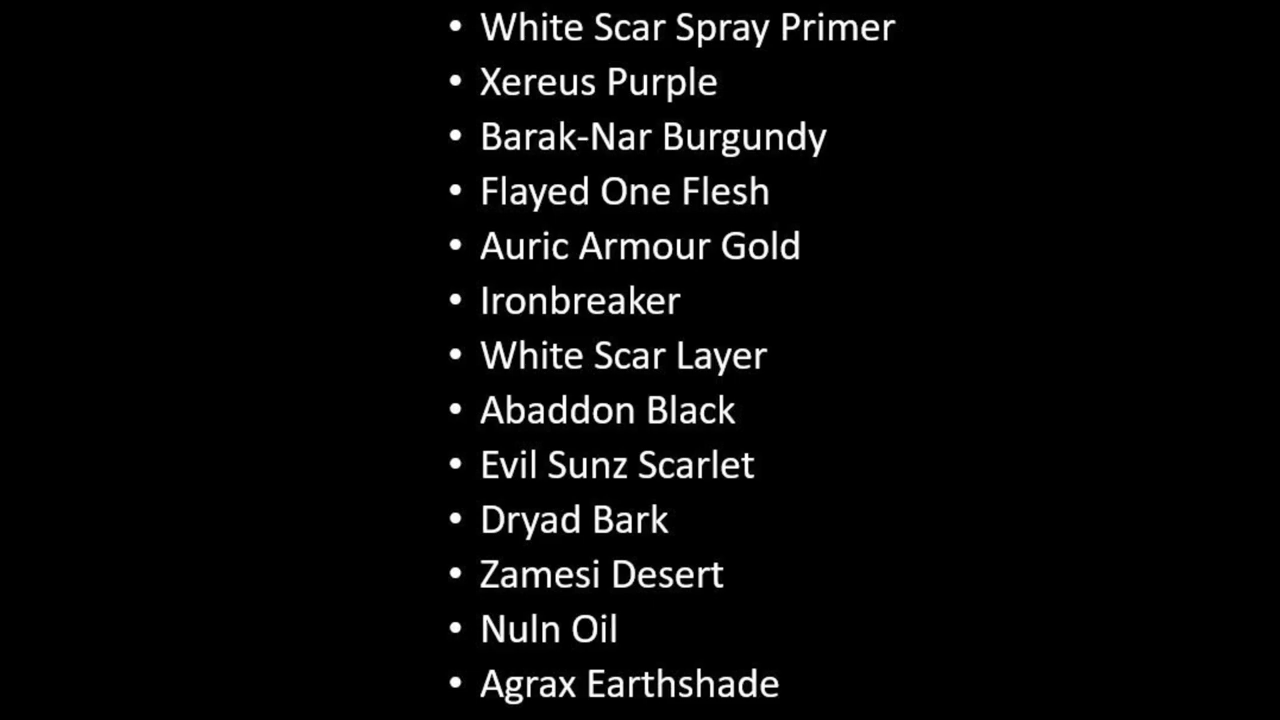 • White Scar Spray Primer
• Xereus Purple
• Barak-Nar Burgundy
• Flayed One Flesh
• Auric Armour Gold
• Ironbreaker
• White Scar Layer
• Abaddon Black
• Evil Sunz Scarlet
• Dryad Bark
• Zamesi Desert
• Nuln Oil
• Agrax Earthshade